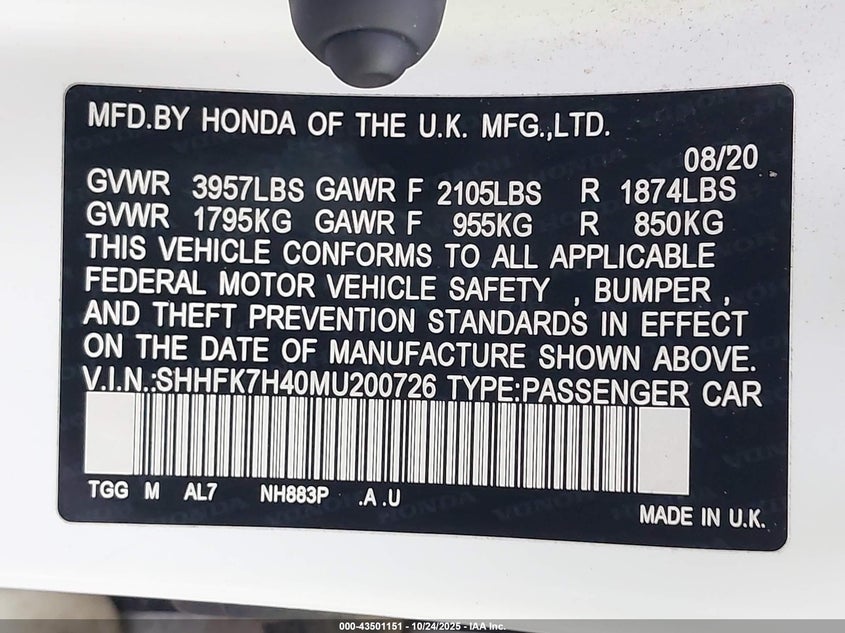 MFD.BY HONDA OF THE U.K. MFG.,LTD.
08/20
GVWR 3957LBS GAWR F 2105LBS R 1874LBS
GVWR 1795KG GAWR F 955KG R 850KG
THIS VEHICLE CONFORMS TO ALL APPLICABLE
FEDERAL MOTOR VEHICLE SAFETY , BUMPER ,
AND THEFT PREVENTION STANDARDS IN EFFECT
ON THE DATE OF MANUFACTURE SHOWN ABOVE.
V.I.N.:SHHFK7H40MU200726 TYPE:PASSENGER CAR
TGG M AL7 NH883P .A .U
MADE IN U.K.
000-43501151 - 10/24/2025 - IAA Inc.